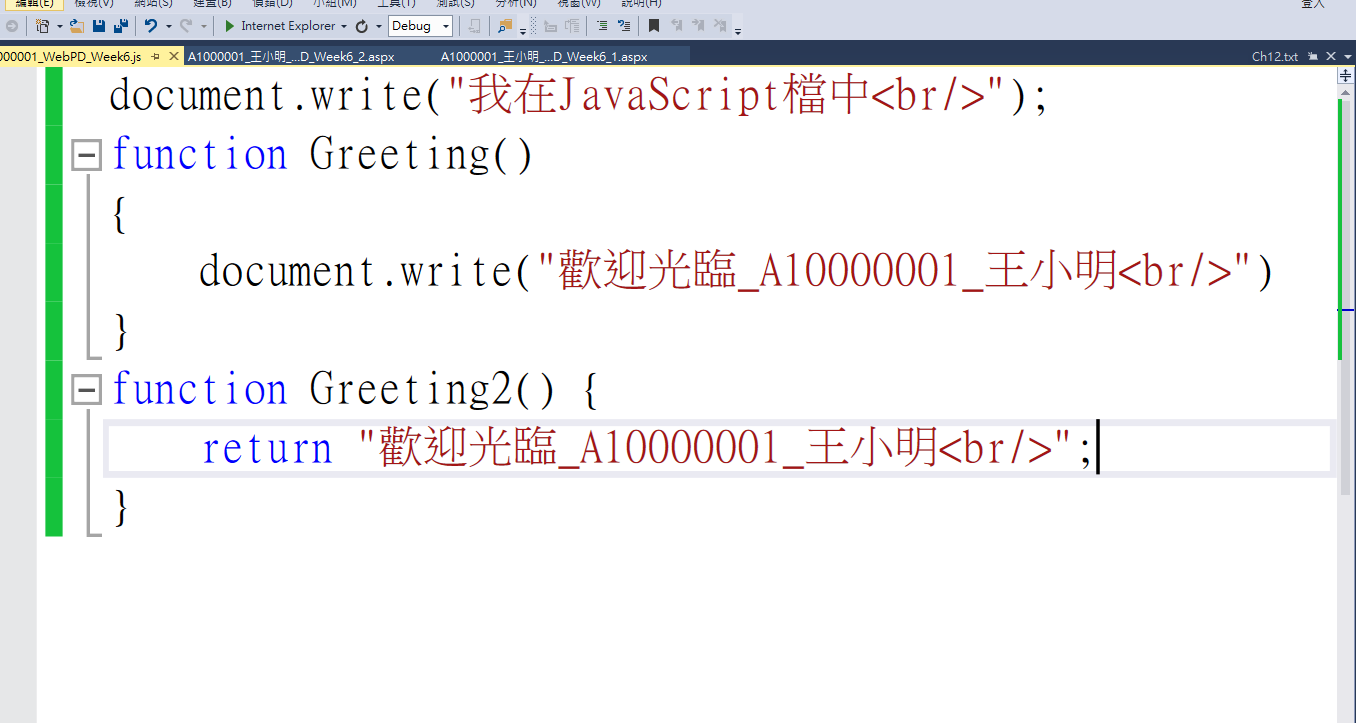 編輯(E) 檢視(V) 網站(S) 建置(B) 偵錯(D) 小組(M) 工具(T) 測試(S) 分析(N) 視窗(W) 說明(H) 登入
Internet Explorer Debug
000001_WebPD_Week6.js A1000001_王小明_...D_Week6_2.aspx A1000001_王小明_...D_Week6_1.aspx Ch12.txt
document.write("我在JavaScript檔中<br/>");
function Greeting()
{
document.write("歡迎光臨_A10000001_王小明<br/>")
}
function Greeting2() {
return "歡迎光臨_A10000001_王小明<br/>";
}